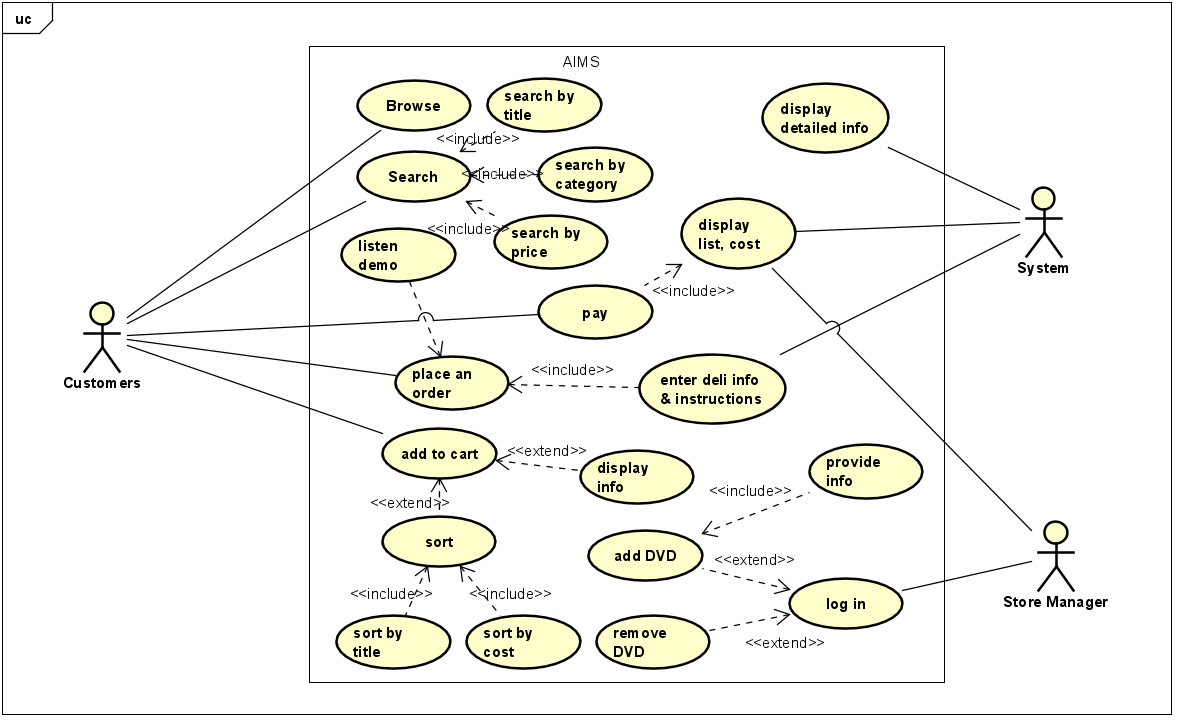 uc
AIMS
Browse
search by
title
display
detailed info
<<include>>
Search
<<include>>
search by
category
<<include>>
search by
price
listen
demo
display
list, cost
System
<<include>>
pay
Customers
place an
order
<<include>>
enter deli info
& instructions
add to cart
<<extend>>
display
info
provide
info
<<include>>
<<extend>>
sort
add DVD
<<extend>>
log in
Store Manager
<<include>>
<<include>>
sort by
title
sort by
cost
remove
DVD
<<extend>>